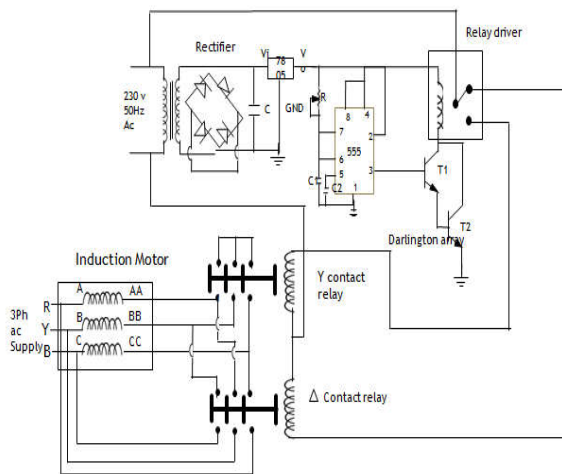 Relay driver
Rectifier
Vi
78
05
V
o
230 v
50Hz
Ac
C
GND
R
8
4
7
2
555
6
3
5
1
C1
C2
T1
T2
Darlington array
Induction Motor
Y contact
relay
3Ph
ac
Supply
R
Y
B
A
AA
B
BB
C
CC
Δ Contact relay